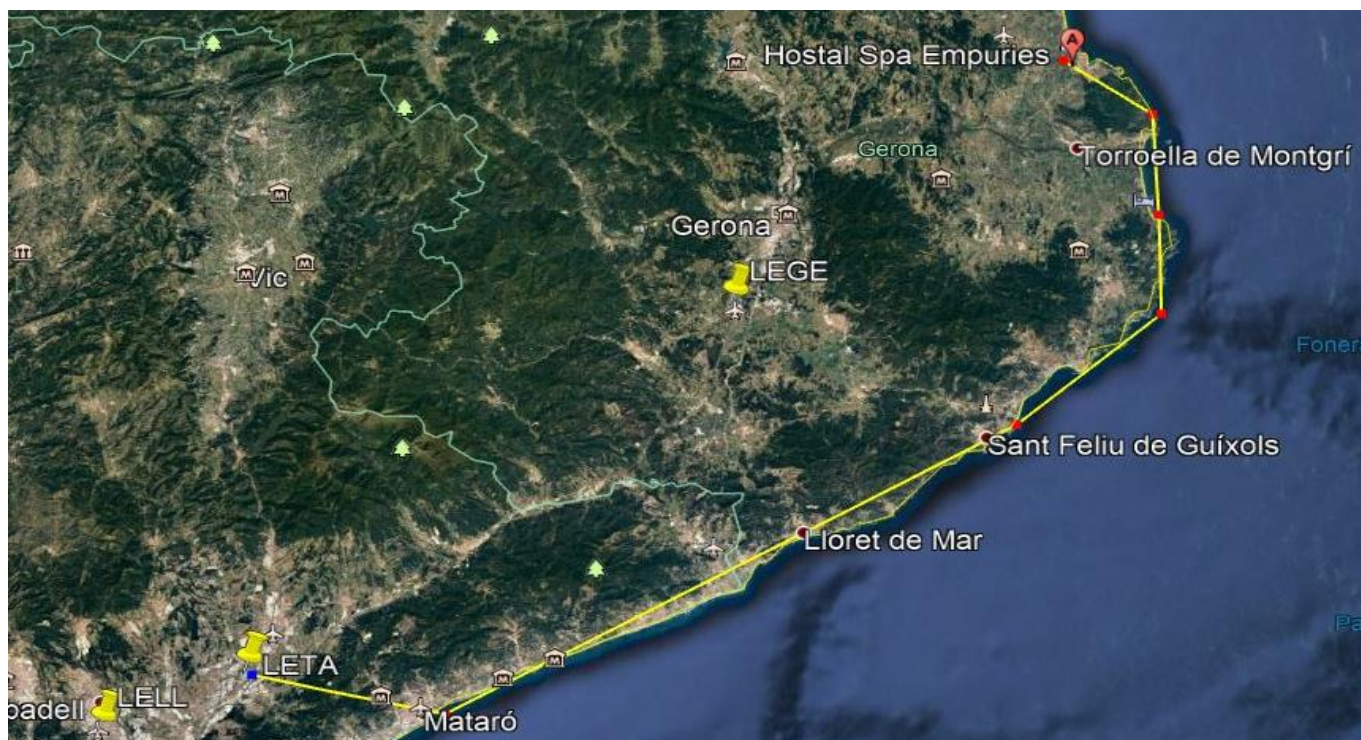 A
Hostal Spa Empuries
Gerona
Torroella de Montgrí
Gerona
LEGE
Vic
Foner
Sant Feliu de Guíxols
Lloret de Mar
Pa
LETA
LELL
badell
Mataró